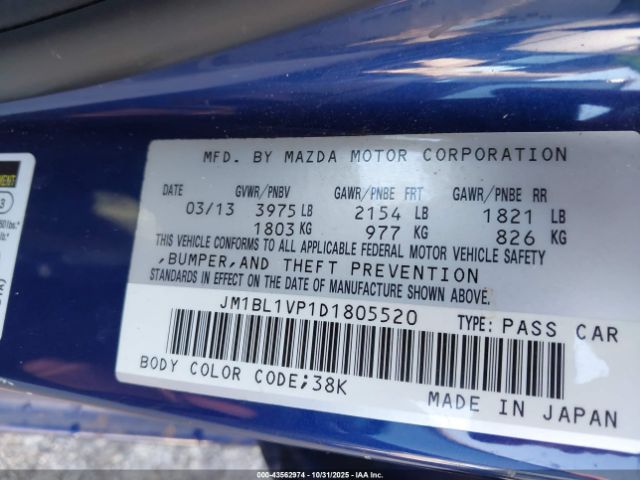 MFD. BY MAZDA MOTOR CORPORATION
DATE GVWR/PNBV GAWR/PNBE FRT GAWR/PNBE RR
03/13 3975 LB 2154 LB 1821 LB
1803 KG 977 KG 826 KG
THIS VEHICLE CONFORMS TO ALL APPLICABLE FEDERAL MOTOR VEHICLE SAFETY
,BUMPER,AND THEFT PREVENTION
STANDARDS IN EFFECT ON THE DATE OF MANUFACTURE SHOWN ABOVE.
JM1BL1VP1D1805520 TYPE: PASS CAR
BODY COLOR CODE;38K
MADE IN JAPAN
3
lbs.*
000-43562974 - 10/31/2025 - Copyright © IAA, Inc.